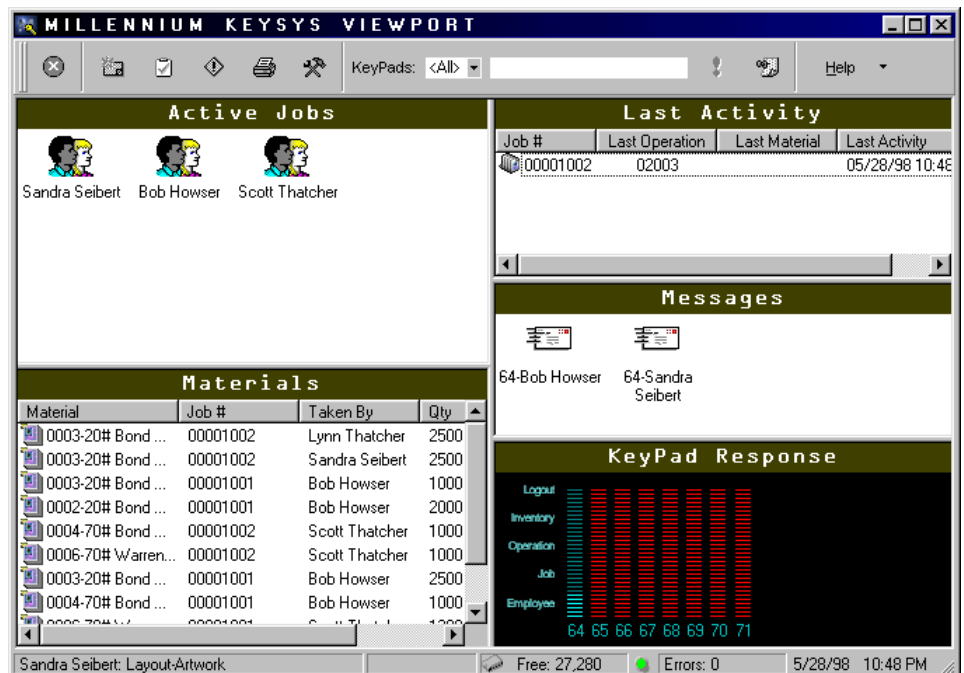 MILLENNIUM KEYSYS VIEWPORT
KeyPads: <All> Help
Active Jobs
Sandra Seibert Bob Howser Scott Thatcher
Last Activity
Job # Last Operation Last Material Last Activity
00001002 02003 05/28/98 10:48
Messages
64-Bob Howser 64-Sandra
Seibert
Materials
Material Job # Taken By Qty
0003-20# Bond ... 00001002 Lynn Thatcher 2500
0003-20# Bond ... 00001002 Sandra Seibert 2500
0003-20# Bond ... 00001001 Bob Howser 1000
0002-20# Bond ... 00001001 Bob Howser 2000
0004-70# Bond ... 00001002 Scott Thatcher 1000
0006-70# Warren... 00001002 Scott Thatcher 1000
0003-20# Bond ... 00001001 Bob Howser 2500
0004-70# Bond ... 00001001 Bob Howser 1000
KeyPad Response
Logout
Inventory
Operation
Job
Employee
64 65 66 67 68 69 70 71
Sandra Seibert: Layout-Artwork Free: 27,280 Errors: 0 5/28/98 10:48 PM